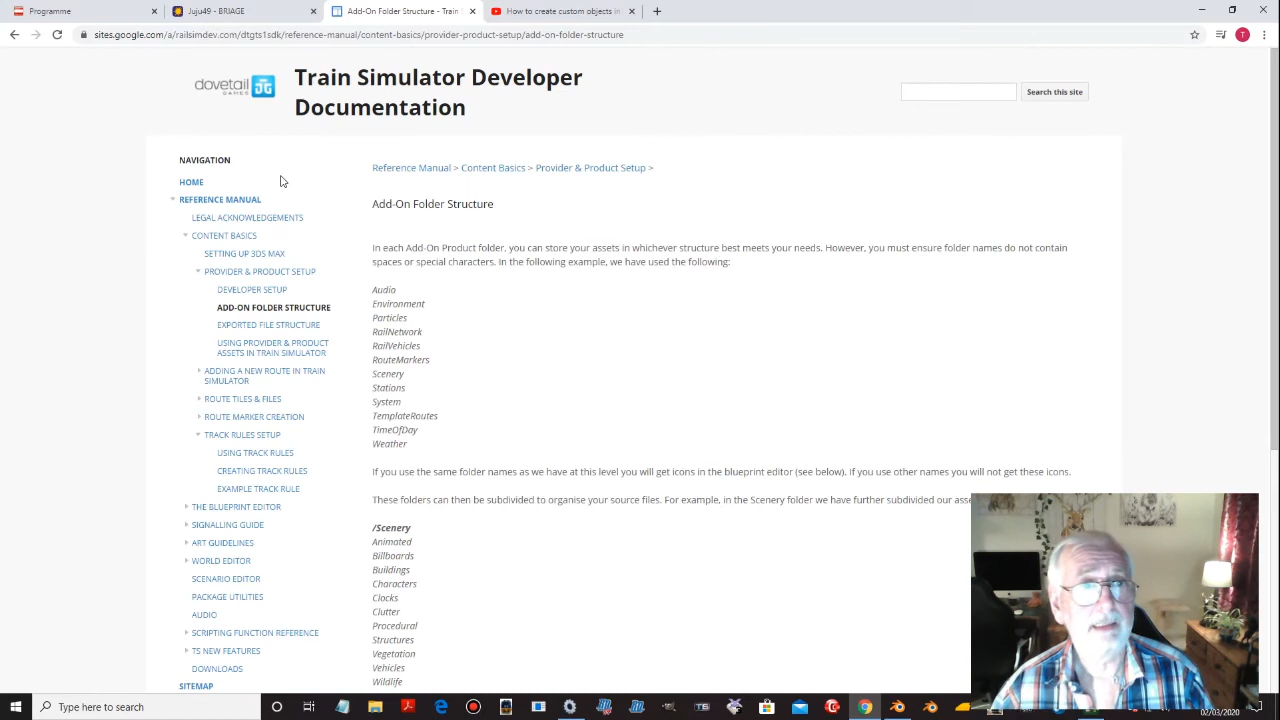 Programme
Juju49 - BRIAGE
Add-On Folder Structure - Train S
How to create custom objects in
sites.google.com/a/railsimdev.com/dtgts1sdk/reference-manual/content-basics/provider-product-setup/add-on-folder-structure
T
dovetail GAMES
Train Simulator Developer
Documentation
Search this site
NAVIGATION
HOME
REFERENCE MANUAL
LEGAL ACKNOWLEDGEMENTS
CONTENT BASICS
SETTING UP 3DS MAX
PROVIDER & PRODUCT SETUP
DEVELOPER SETUP
ADD-ON FOLDER STRUCTURE
EXPORTED FILE STRUCTURE
USING PROVIDER & PRODUCT
ASSETS IN TRAIN SIMULATOR
ADDING A NEW ROUTE IN TRAIN
SIMULATOR
ROUTE TILES & FILES
ROUTE MARKER CREATION
TRACK RULES SETUP
USING TRACK RULES
CREATING TRACK RULES
EXAMPLE TRACK RULE
THE BLUEPRINT EDITOR
SIGNALLING GUIDE
ART GUIDELINES
WORLD EDITOR
SCENARIO EDITOR
PACKAGE UTILITIES
AUDIO
SCRIPTING FUNCTION REFERENCE
TS NEW FEATURES
DOWNLOADS
SITEMAP
Reference Manual > Content Basics > Provider & Product Setup >
Add-On Folder Structure
In each Add-On Product folder, you can store your assets in whichever structure best meets your needs. However, you must ensure folder names do not contain
spaces or special characters. In the following example, we have used the following:
Audio
Environment
Particles
RailNetwork
RailVehicles
RouteMarkers
Scenery
Stations
System
TemplateRoutes
TimeOfDay
Weather
If you use the same folder names as we have at this level you will get icons in the blueprint editor (see below). If you use other names you will not get these icons.
These folders can then be subdivided to organise your source files. For example, in the Scenery folder we have further subdivided our asse
/Scenery
Animated
Billboards
Buildings
Characters
Clocks
Clutter
Procedural
Structures
Vegetation
Vehicles
Wildlife
Type here to search
TS
02/03/2020